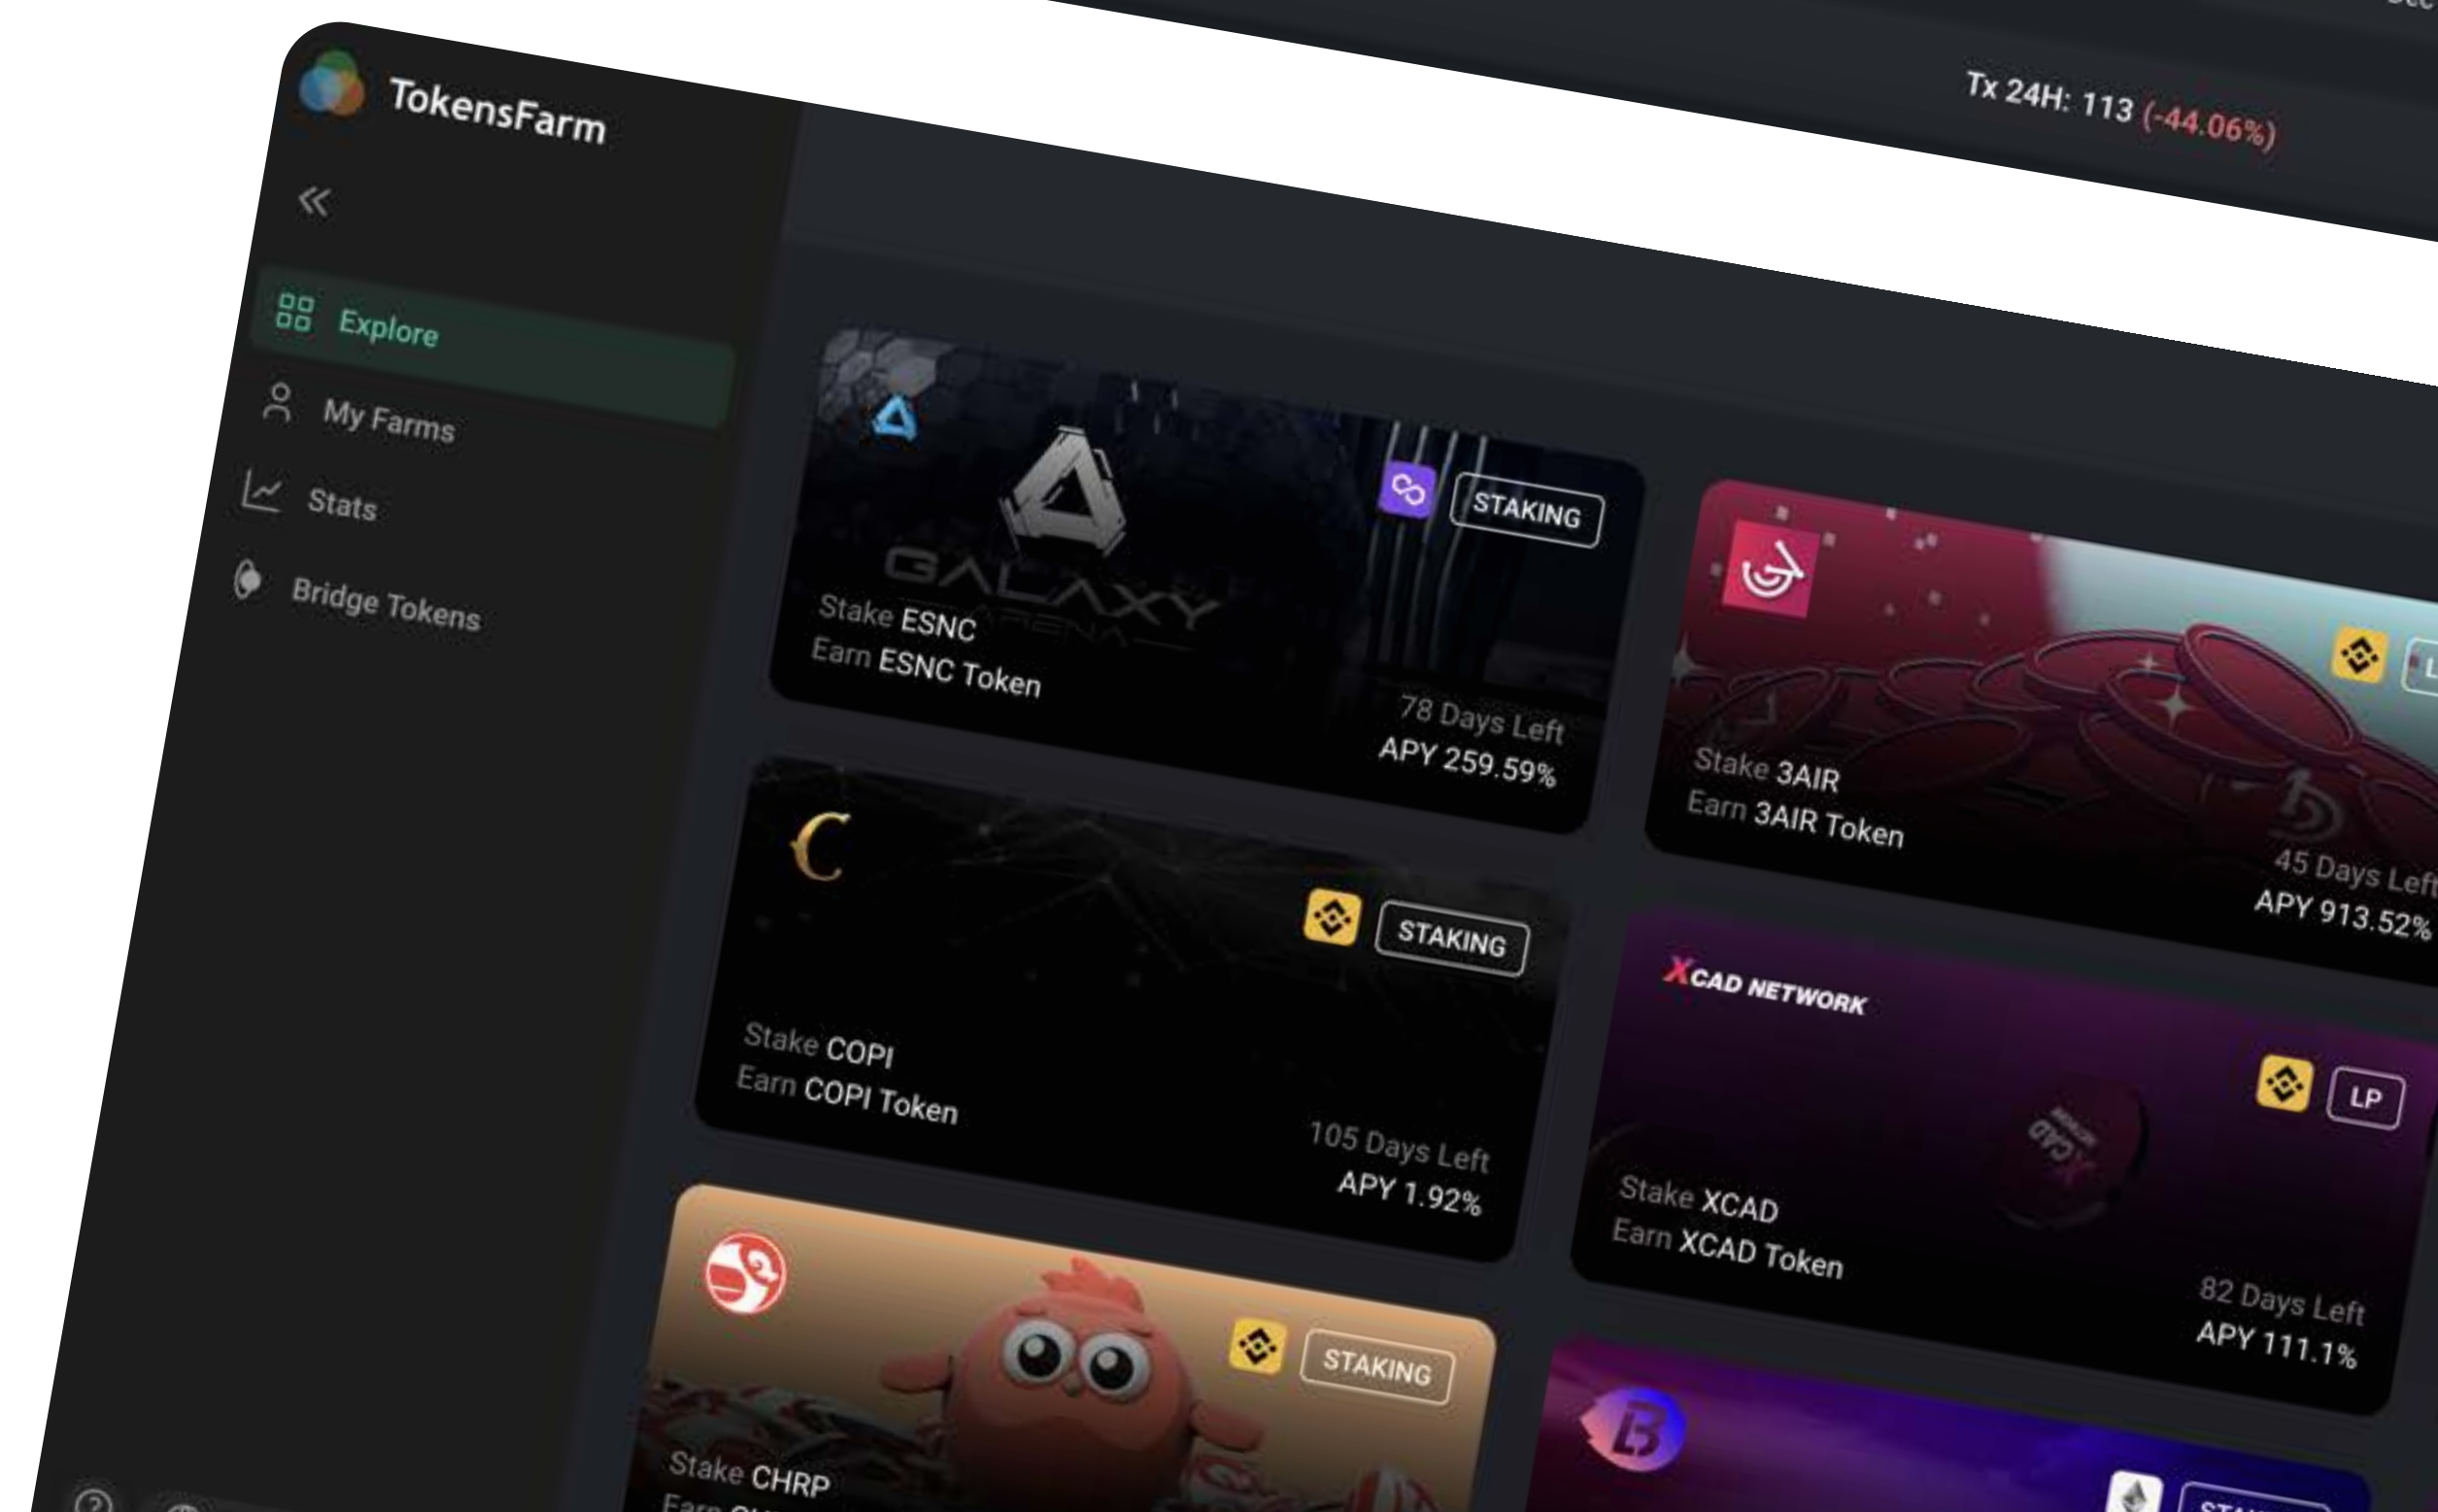 Tx 24H: 113 (-44.06%)
TokensFarm
Explore
My Farms
Stats
Bridge Tokens
STAKING
GALAXY
ARENA
Stake ESNC
Earn ESNC Token
78 Days Left
APY 259.59%
Stake 3AIR
Earn 3AIR Token
45 Days Left
APY 913.52%
C
STAKING
Stake COPI
Earn COPI Token
105 Days Left
APY 1.92%
XCAD NETWORK
LP
XCAD
Stake XCAD
Earn XCAD Token
82 Days Left
APY 111.1%
STAKING
Stake CHRP
Earn
B